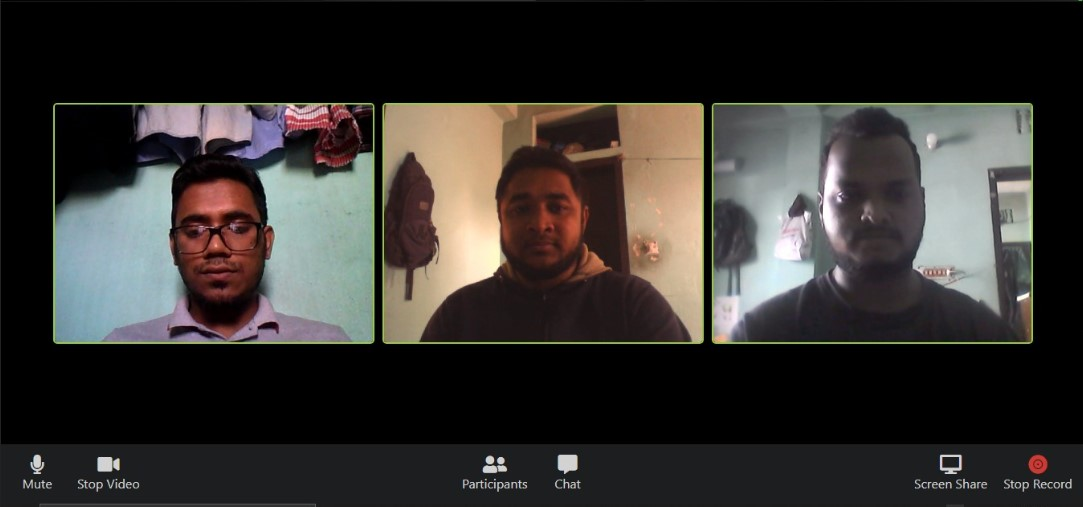 Mute
Stop Video
Participants
Chat
Screen Share
Stop Record